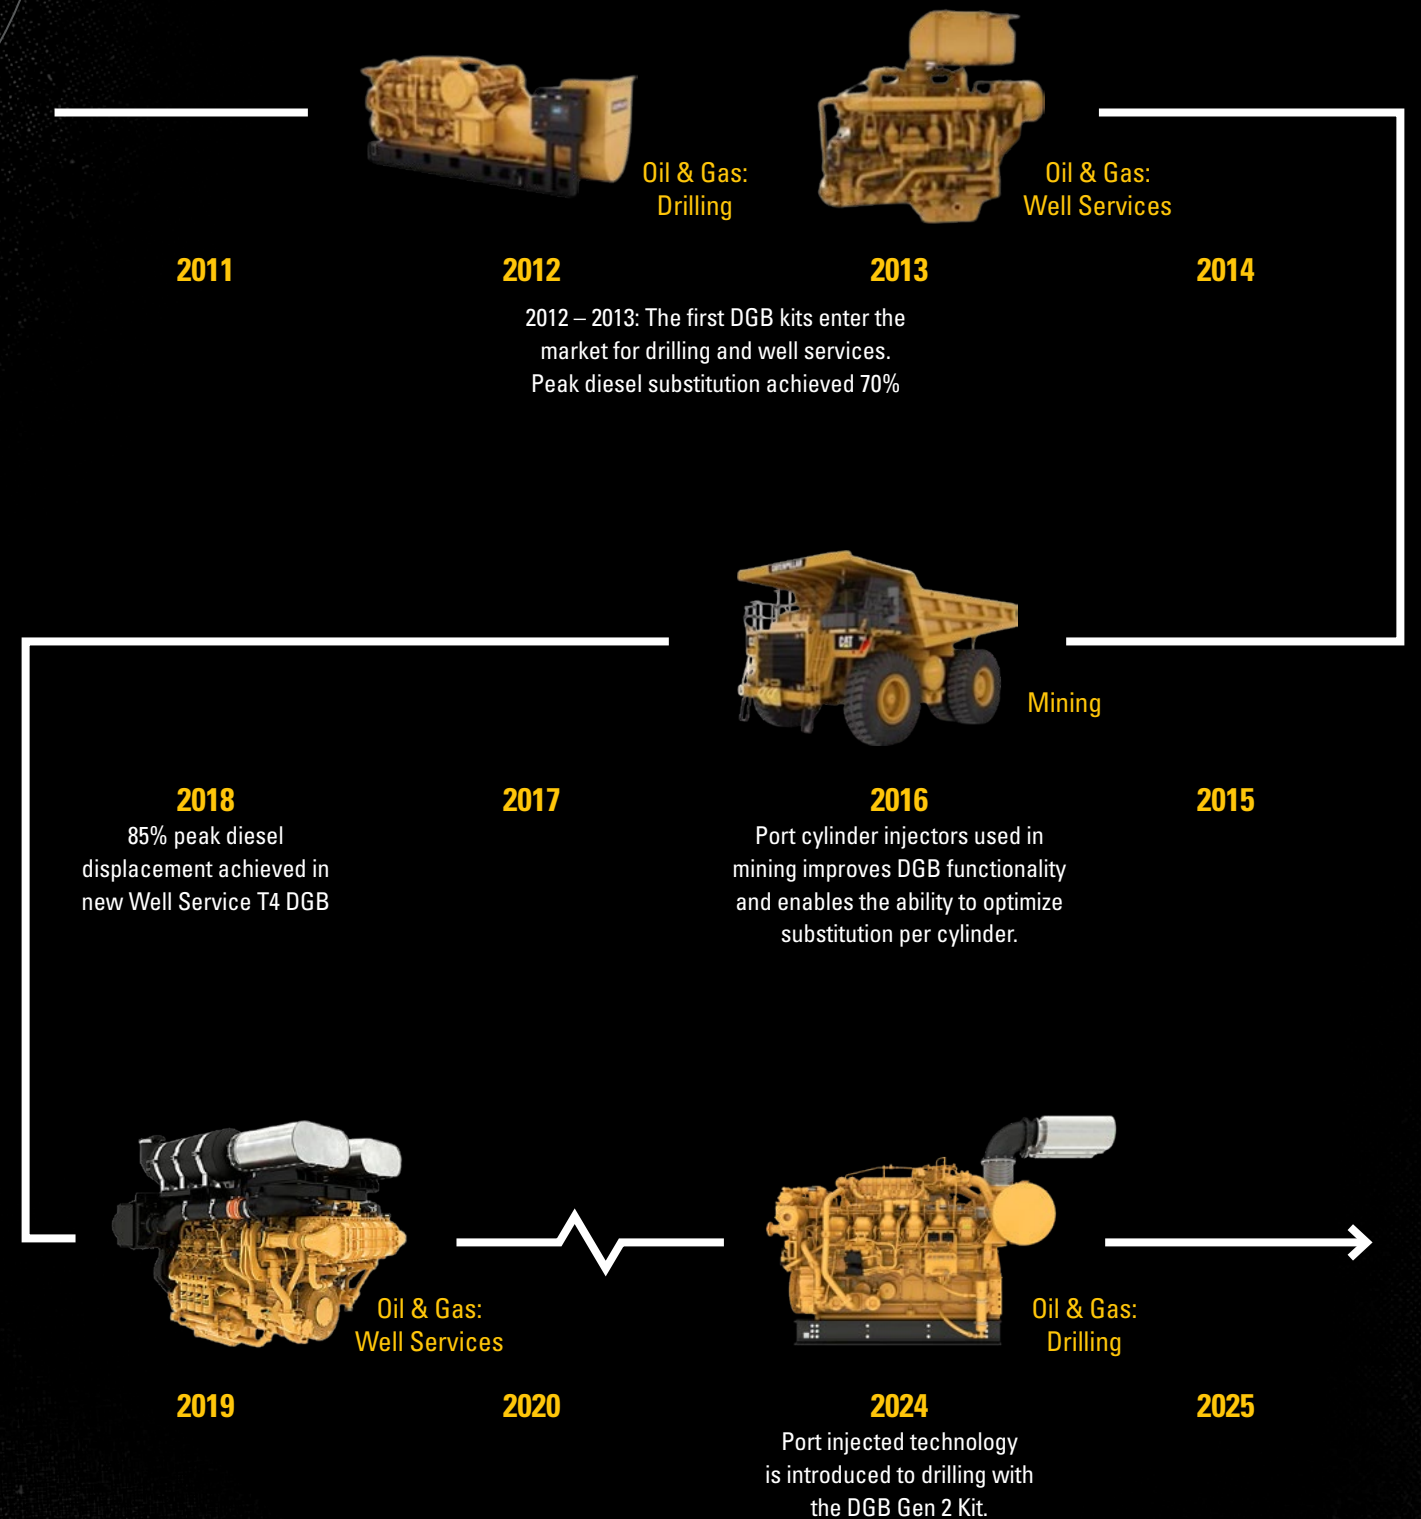 Oil & Gas:
Drilling
Oil & Gas:
Well Services
2011
2012
2013
2014
2012 – 2013: The first DGB kits enter the
market for drilling and well services.
Peak diesel substitution achieved 70%
CATERPILLAR
CAT
Mining
2018
2017
2016
2015
85% peak diesel
displacement achieved in
new Well Service T4 DGB
Port cylinder injectors used in
mining improves DGB functionality
and enables the ability to optimize
substitution per cylinder.
Oil & Gas:
Well Services
Oil & Gas:
Drilling
2019
2020
2024
2025
Port injected technology
is introduced to drilling with
the DGB Gen 2 Kit.
4